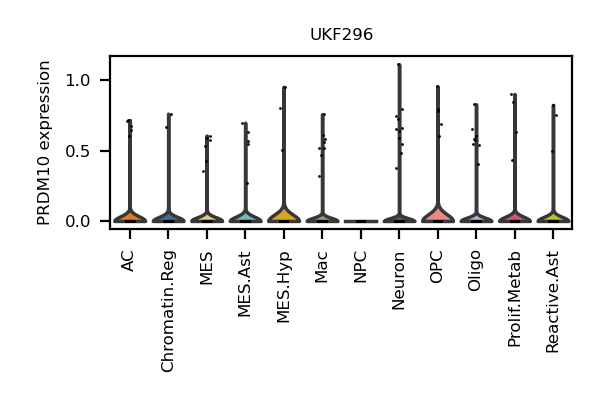 UKF296
PRDM10 expression
1.0
0.5
0.0
AC
Chromatin.Reg
MES
MES.Ast
MES.Hyp
Mac
NPC
Neuron
OPC
Oligo
Prolif.Metab
Reactive.Ast